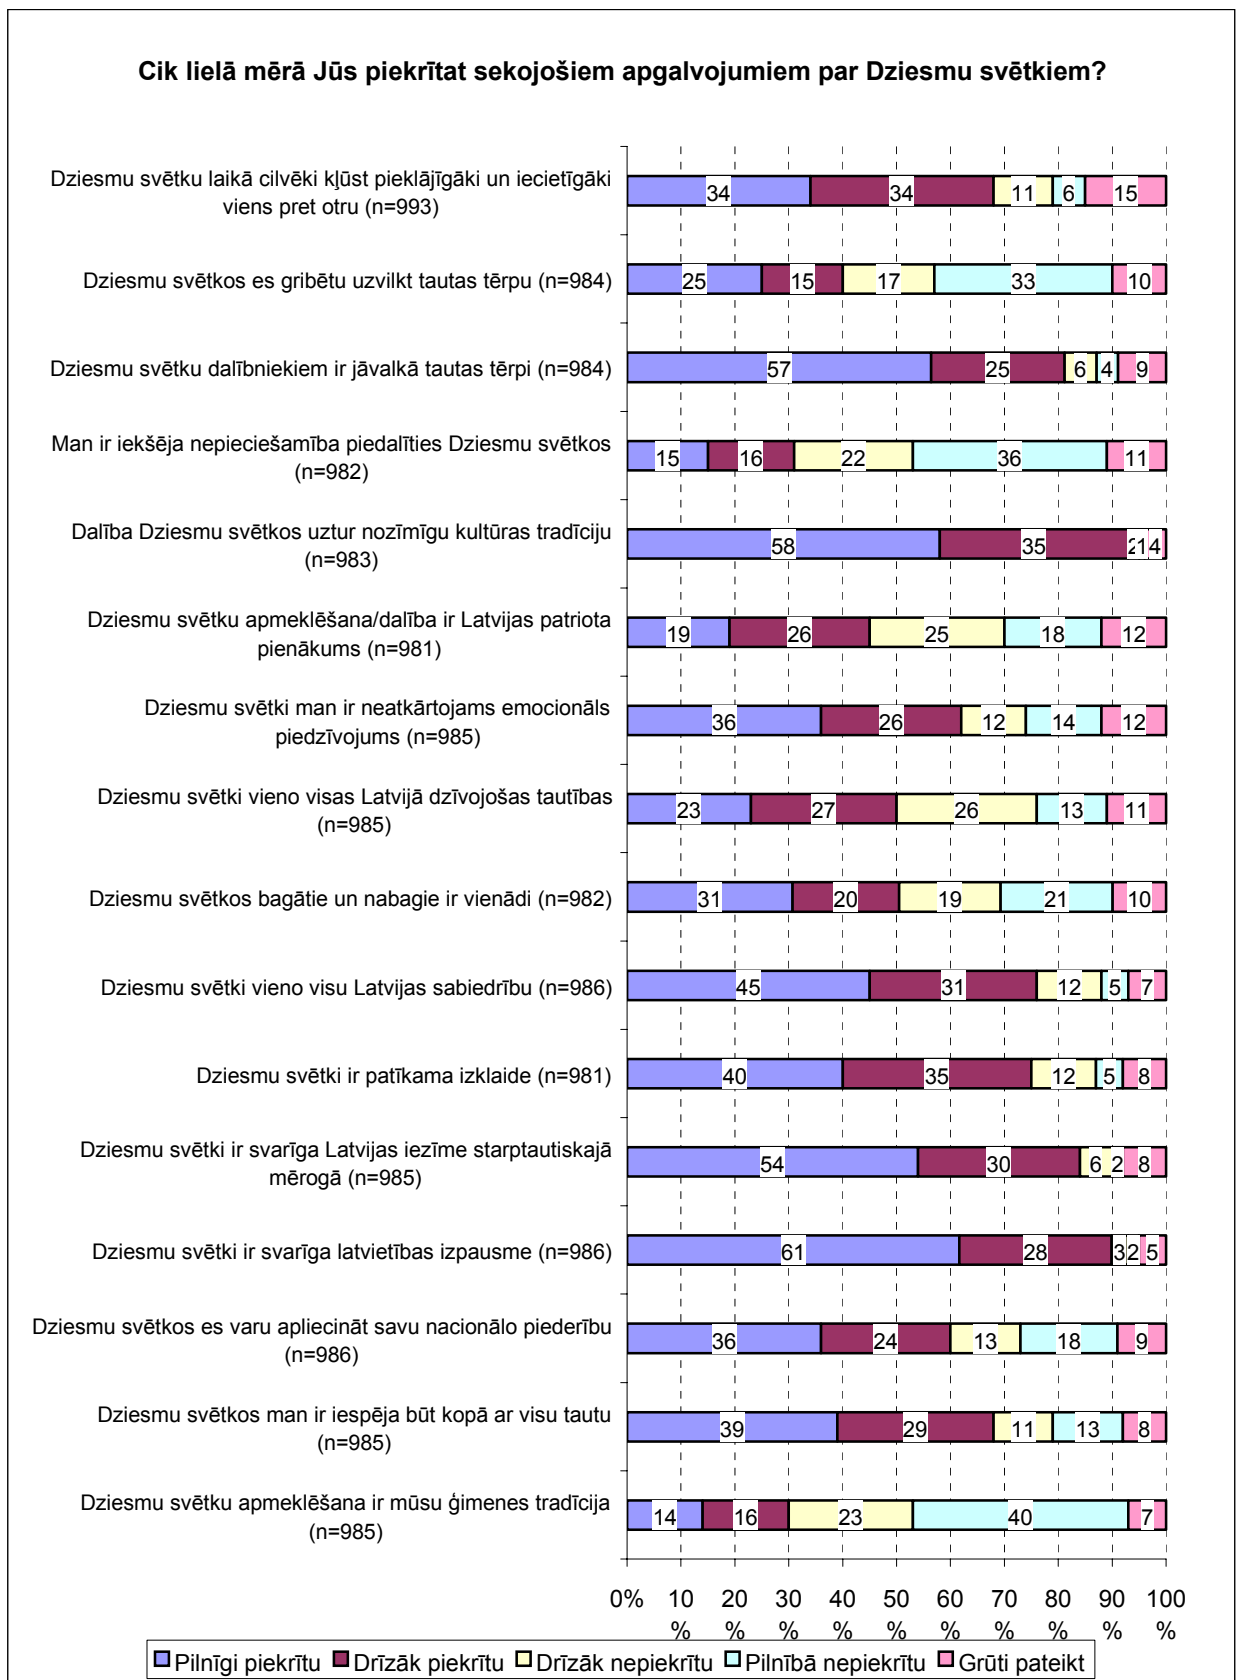 Cik lielā mērā Jūs piekrītat sekojošiem apgalvojumiem par Dziesmu svētkiem?
Dziesmu svētku laikā cilvēki kļūst pieklājīgāki un iecietīgāki
viens pret otru (n=993)
34 34 11 6 15
Dziesmu svētkos es gribētu uzvilkt tautas tērpu (n=984)
25 15 17 33 10
Dziesmu svētku dalībniekiem ir jāvalkā tautas tērpi (n=984)
57 25 6 4 9
Man ir iekšēja nepieciešamība piedalīties Dziesmu svētkos
(n=982)
15 16 22 36 11
Dalība Dziesmu svētkos uztur nozīmīgu kultūras tradīciju
(n=983)
58 35 2 1 4
Dziesmu svētku apmeklēšana/dalība ir Latvijas patriota
pienākums (n=981)
19 26 25 18 12
Dziesmu svētki man ir neatkārtojams emocionāls
piedzīvojums (n=985)
36 26 12 14 12
Dziesmu svētki vieno visas Latvijā dzīvojošas tautības
(n=985)
23 27 26 13 11
Dziesmu svētkos bagātie un nabagie ir vienādi (n=982)
31 20 19 21 10
Dziesmu svētki vieno visu Latvijas sabiedrību (n=986)
45 31 12 5 7
Dziesmu svētki ir patīkama izklaide (n=981)
40 35 12 5 8
Dziesmu svētki ir svarīga Latvijas iezīme starptautiskajā
mērogā (n=985)
54 30 6 2 8
Dziesmu svētki ir svarīga latvietības izpausme (n=986)
61 28 3 2 5
Dziesmu svētkos es varu apliecināt savu nacionālo piederību
(n=986)
36 24 13 18 9
Dziesmu svētkos man ir iespēja būt kopā ar visu tautu
(n=985)
39 29 11 13 8
Dziesmu svētku apmeklēšana ir mūsu ģimenes tradīcija
(n=985)
14 16 23 40 7
0% 10 20 30 40 50 60 70 80 90 100
% % % % % % % % % %
Pilnīgi piekrītu Drīzāk piekrītu Drīzāk nepiekrītu Pilnībā nepiekrītu Grūti pateikt